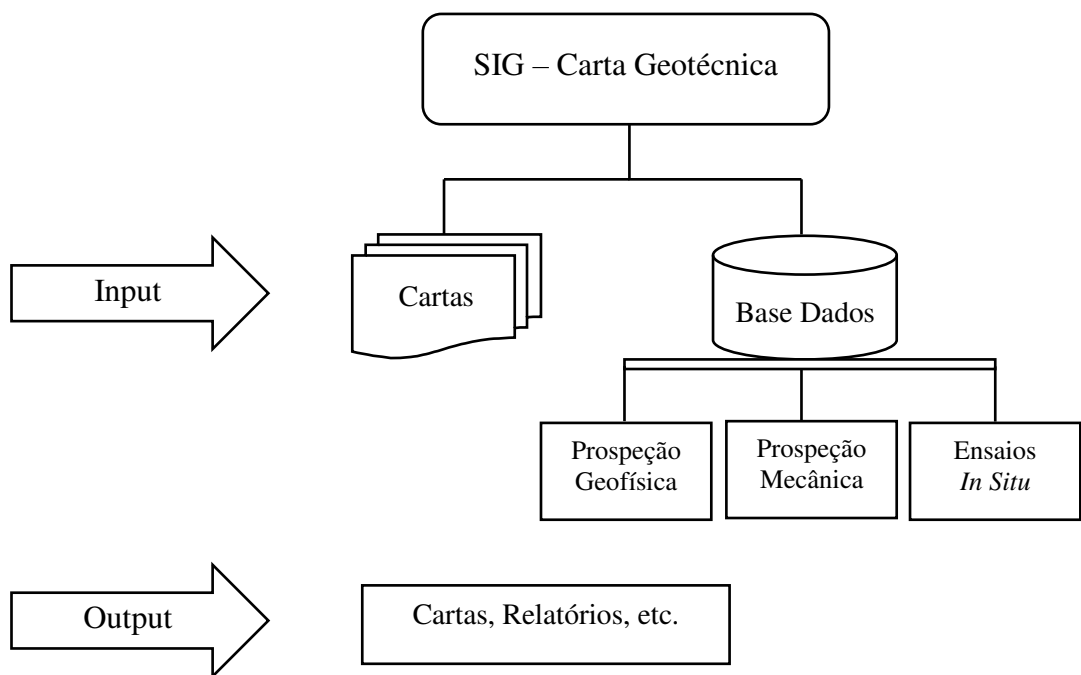 SIG – Carta Geotécnica
Input
Cartas
Base Dados
Prospeção
Geofísica
Prospeção
Mecânica
Ensaios
In Situ
Output
Cartas, Relatórios, etc.